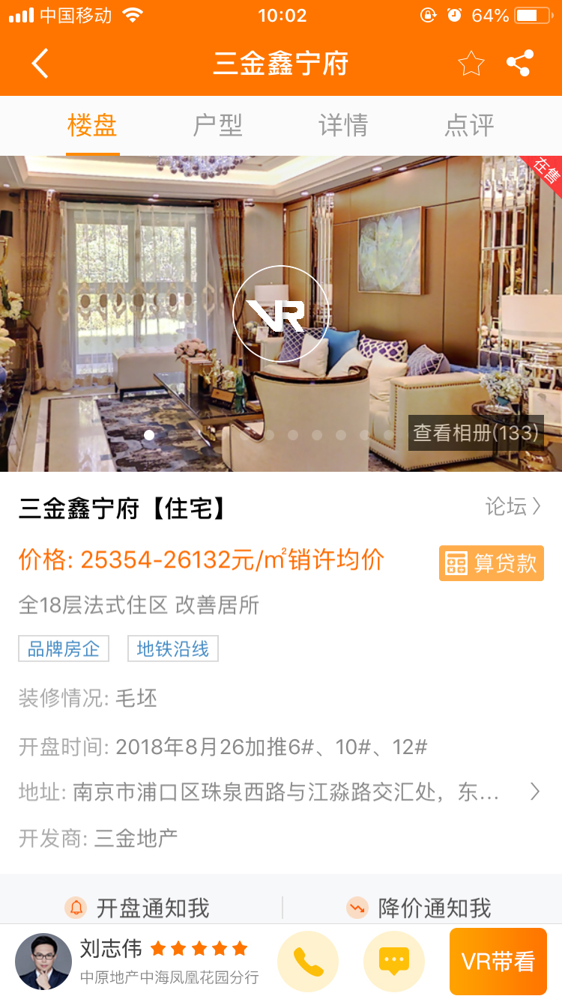 中国移动 10:02 64%
三金鑫宁府
楼盘 户型 详情 点评
在售
VR
查看相册(133)
三金鑫宁府【住宅】 论坛
价格: 25354-26132元/㎡销许均价 算贷款
全18层法式住区 改善居所
品牌房企 地铁沿线
装修情况: 毛坯
开盘时间: 2018年8月26加推6#、10#、12#
地址: 南京市浦口区珠泉西路与江淼路交汇处，东...
开发商: 三金地产
开盘通知我 降价通知我
刘志伟
中原地产中海凤凰花园分行
VR带看